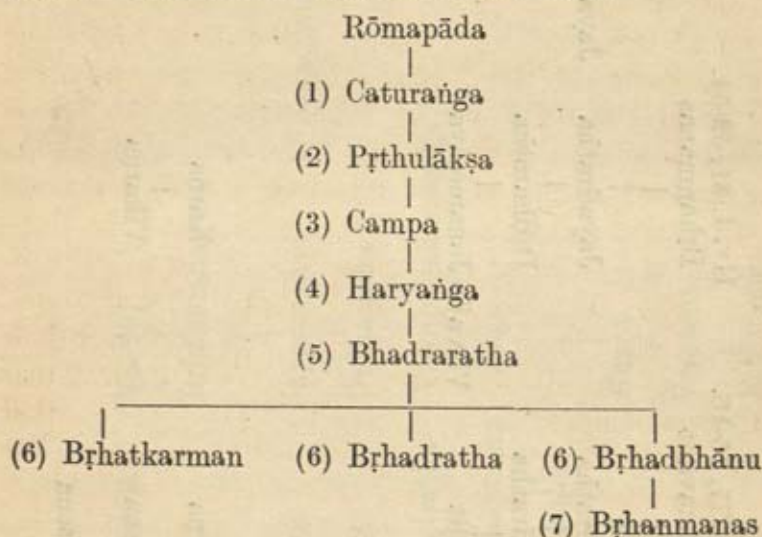 Rōmapāda
(1) Caturaṅga
(2) Pṛthulākṣa
(3) Campa
(4) Haryaṅga
(5) Bhadraratha
(6) Bṛhatkarman (6) Bṛhadratha (6) Bṛhadbhānu
(7) Bṛhanmanas